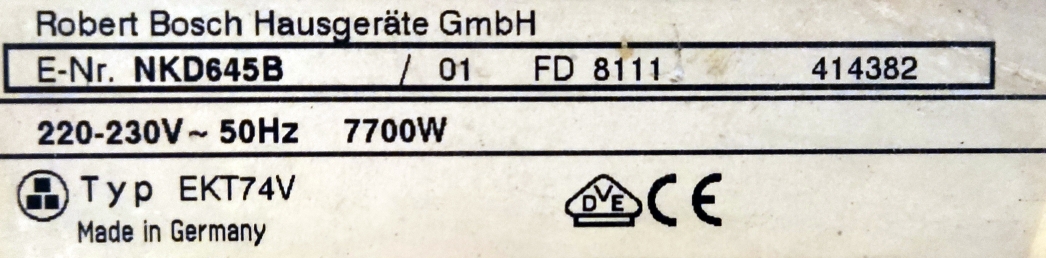 Robert Bosch Hausgeräte GmbH
E-Nr. NKD645B / 01 FD 8111 414382
220-230V~ 50Hz 7700W
Typ EKT74V DVE CE
Made in Germany